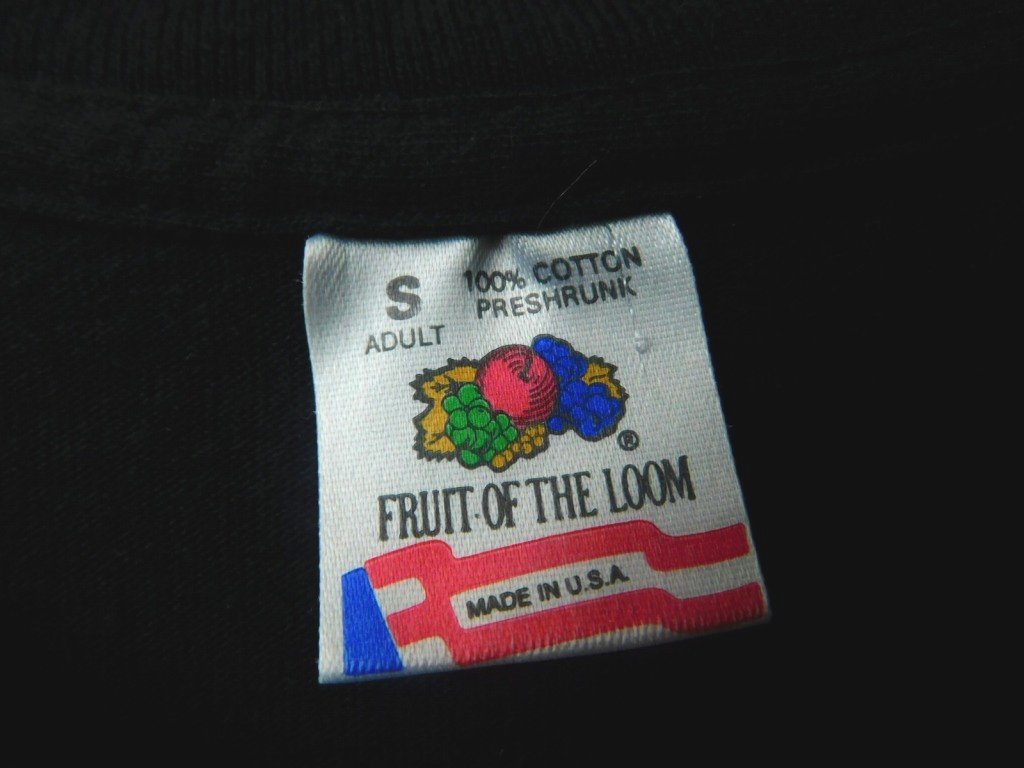 S
ADULT
100% COTTON
PRESHRUNK
®
FRUIT OF THE LOOM
MADE IN U.S.A.